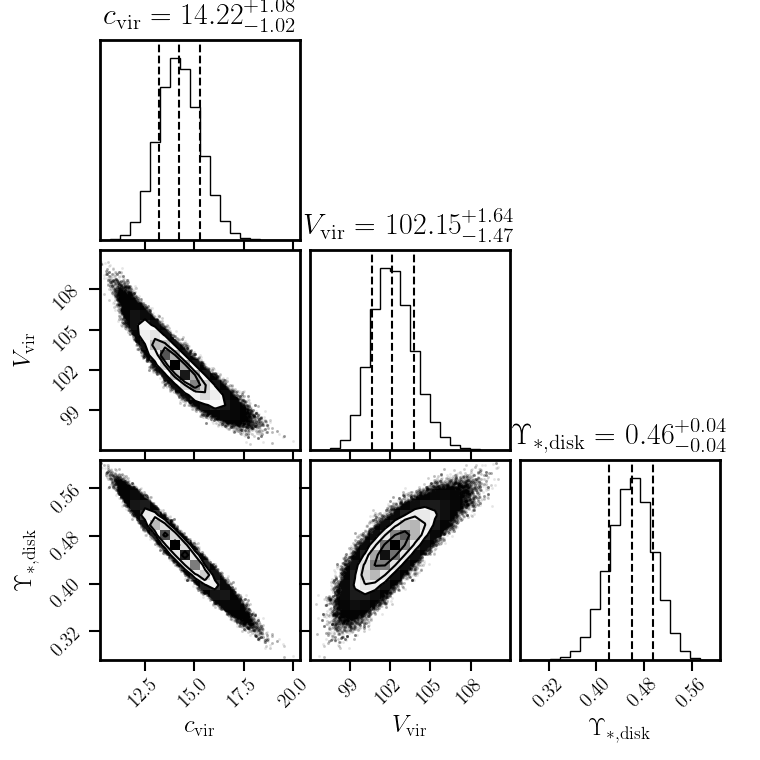 c_vir = 14.22^{+1.08}_{-1.02}
V_vir = 102.15^{+1.64}_{-1.47}
108
105
102
99
V_vir
ϒ_{*,disk} = 0.46^{+0.04}_{-0.04}
0.56
0.48
0.40
0.32
ϒ_{*,disk}
12.5 15.0 17.5 20.0
99 102 105 108
0.32 0.40 0.48 0.56
c_vir
V_vir
ϒ_{*,disk}